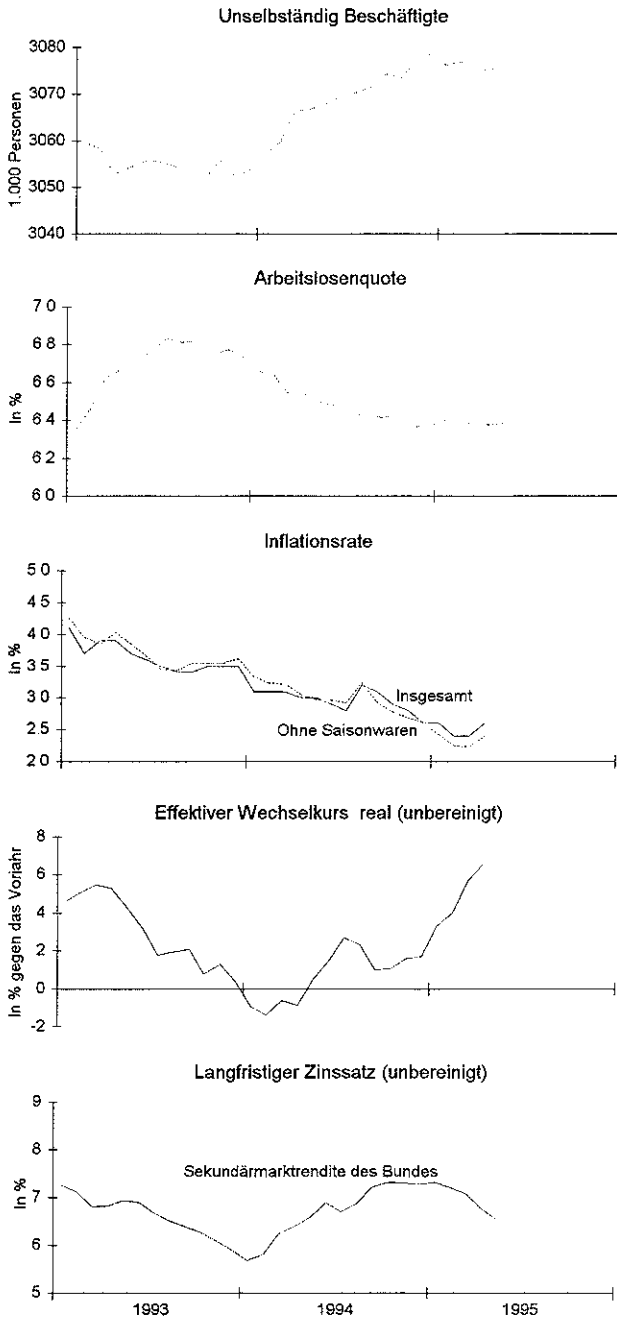 Unselbständig Beschäftigte
3080
3070
3060
3050
3040
1.000 Personen
Arbeitslosenquote
7 0
6 8
6 6
6 4
6 2
6 0
In %
Inflationsrate
5 0
4 5
4 0
3 5
3 0
2 5
2 0
In %
Insgesamt
Ohne Saisonwaren
Effektiver Wechselkurs real (unbereinigt)
8
6
4
2
0
-2
In % gegen das Vorjahr
Langfristiger Zinssatz (unbereinigt)
9
8
7
6
5
In %
Sekundärmarktrendite des Bundes
1993 1994 1995